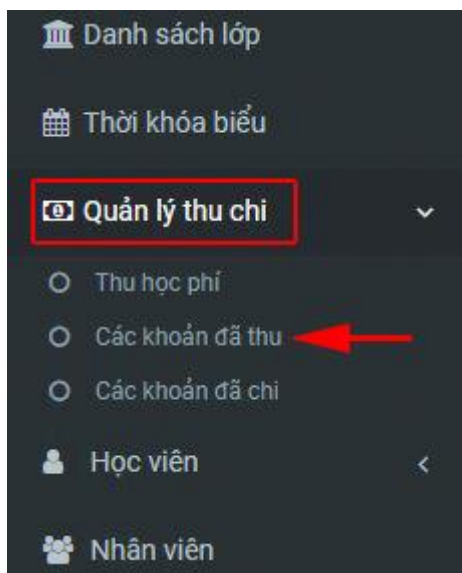 Danh sách lớp
Thời khóa biểu
Quản lý thu chi
Thu học phí
Các khoản đã thu
Các khoản đã chi
Học viên
Nhân viên